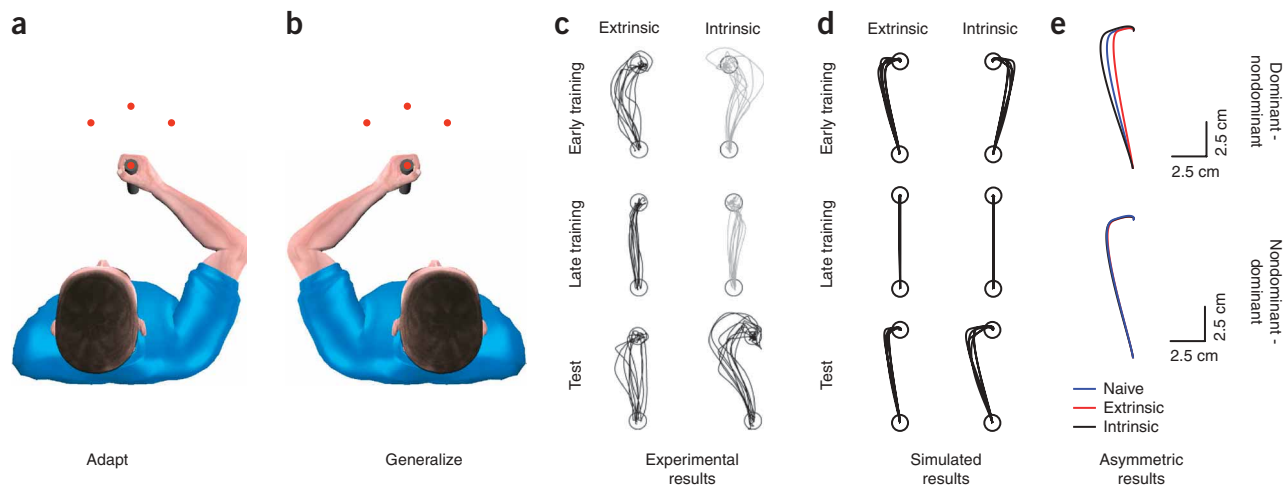 a
b
c
d
e
Extrinsic Intrinsic
Extrinsic Intrinsic
Early training
Late training
Test
Early training
Late training
Test
2.5 cm
2.5 cm
Dominant -
nondominant
2.5 cm
2.5 cm
Nondominant -
dominant
Naive
Extrinsic
Intrinsic
Adapt
Generalize
Experimental
results
Simulated
results
Asymmetric
results